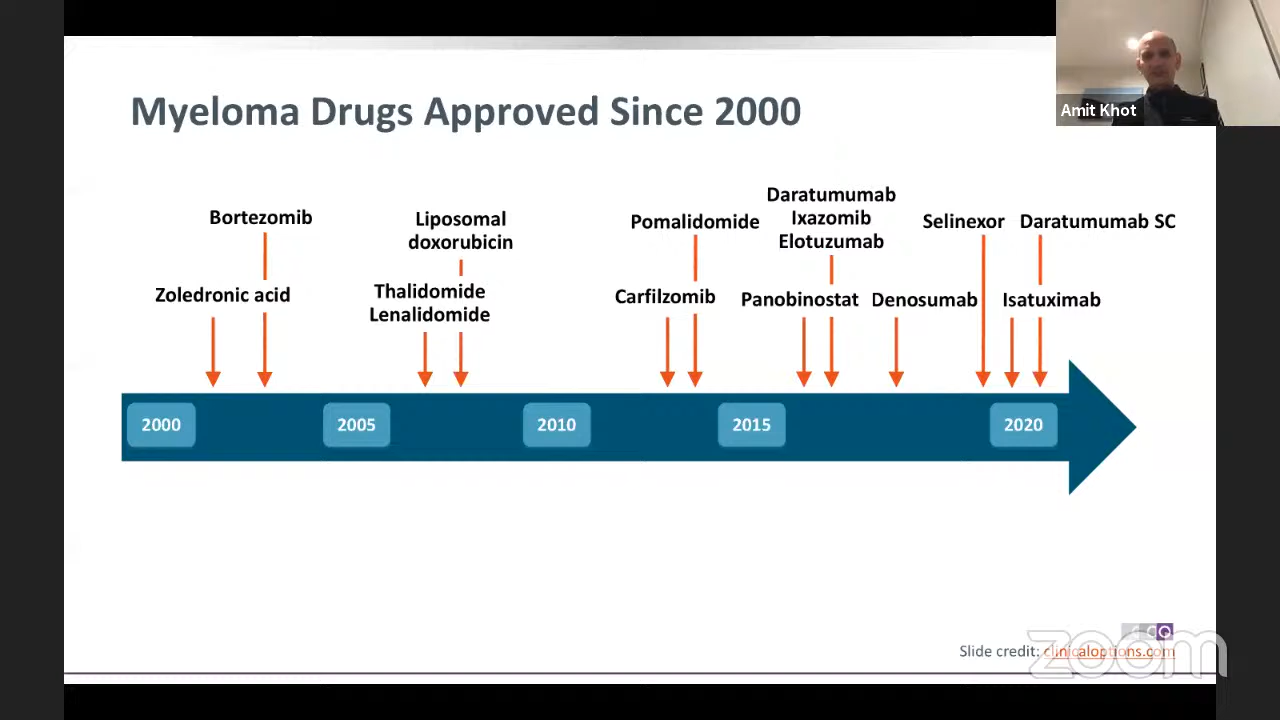 Amit Khot
Myeloma Drugs Approved Since 2000
Bortezomib
Zoledronic acid
Liposomal
doxorubicin
Thalidomide
Lenalidomide
Pomalidomide
Carfilzomib
Daratumumab
Ixazomib
Elotuzumab
Panobinostat
Denosumab
Selinexor
Daratumumab SC
Isatuximab
2000
2005
2010
2015
2020
Slide credit: clinicaloptions.com
zoom